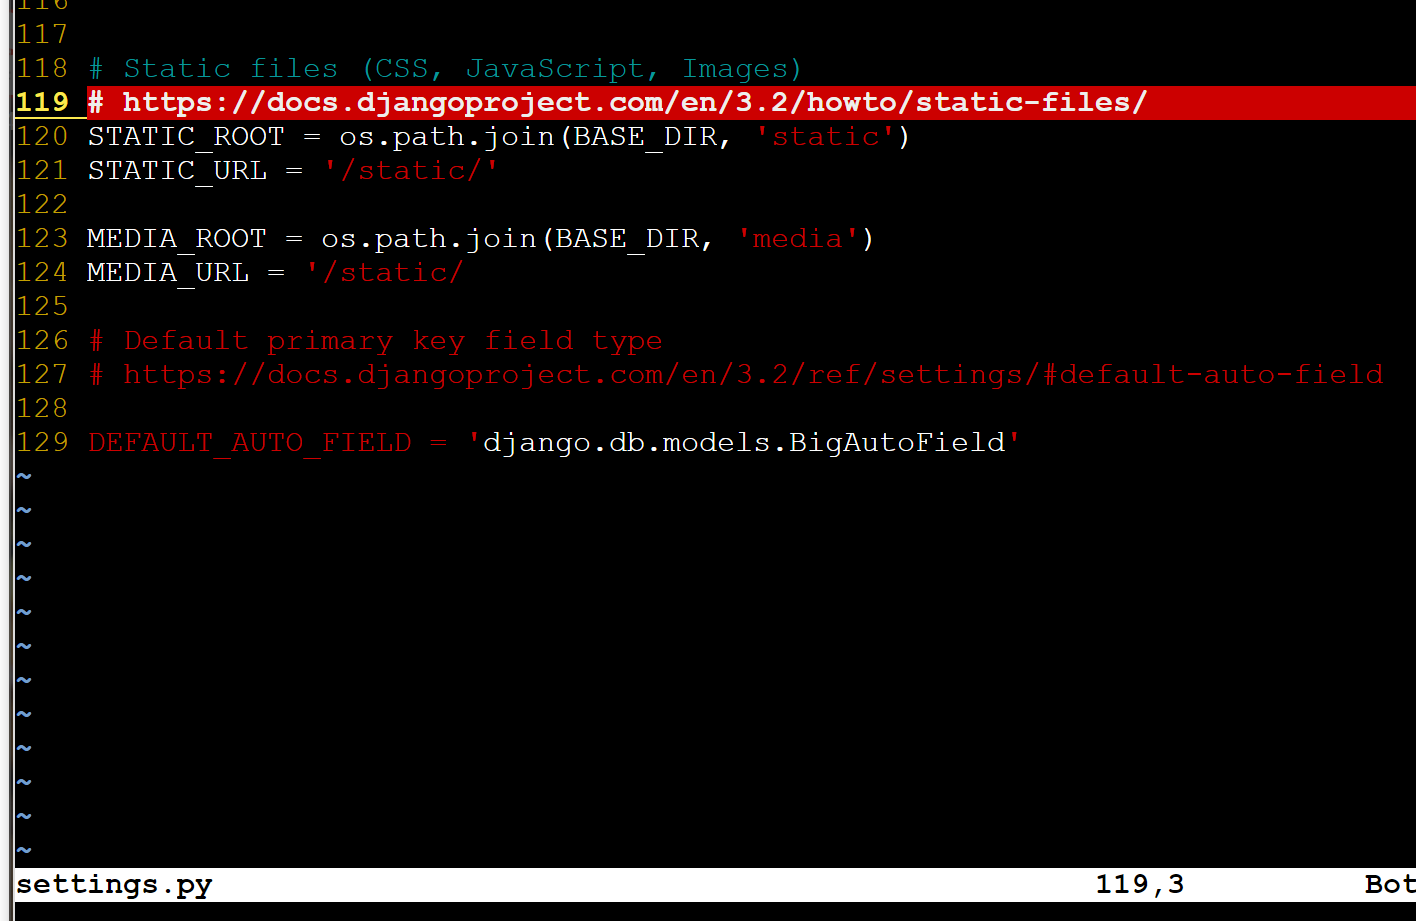 116
117
118 # Static files (CSS, JavaScript, Images)
119 # https://docs.djangoproject.com/en/3.2/howto/static-files/
120 STATIC_ROOT = os.path.join(BASE_DIR, 'static')
121 STATIC_URL = '/static/'
122
123 MEDIA_ROOT = os.path.join(BASE_DIR, 'media')
124 MEDIA_URL = '/static/
125
126 # Default primary key field type
127 # https://docs.djangoproject.com/en/3.2/ref/settings/#default-auto-field
128
129 DEFAULT_AUTO_FIELD = 'django.db.models.BigAutoField'
~
~
~
~
~
~
~
~
~
~
~
~
settings.py 119,3 Bot